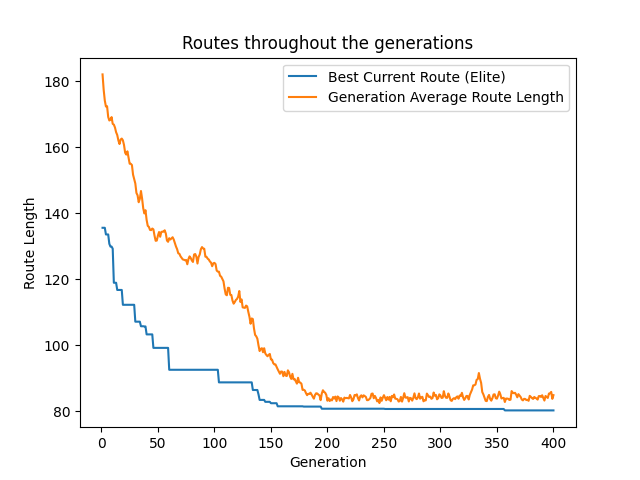 Routes throughout the generations
Best Current Route (Elite)
Generation Average Route Length
Route Length
180
160
140
120
100
80
0 50 100 150 200 250 300 350 400
Generation